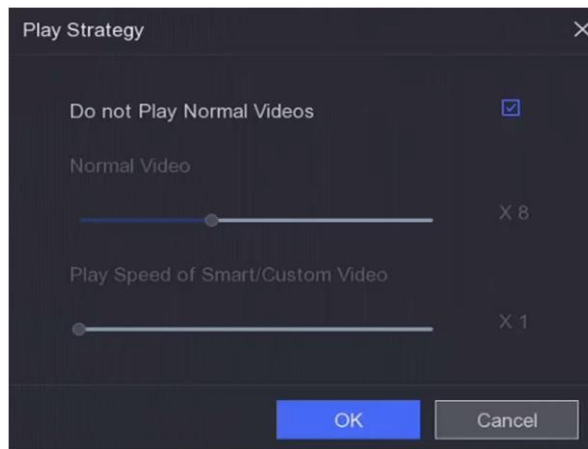 Play Strategy
Do not Play Normal Videos
Normal Video
X 8
Play Speed of Smart/Custom Video
X 1
OK
Cancel